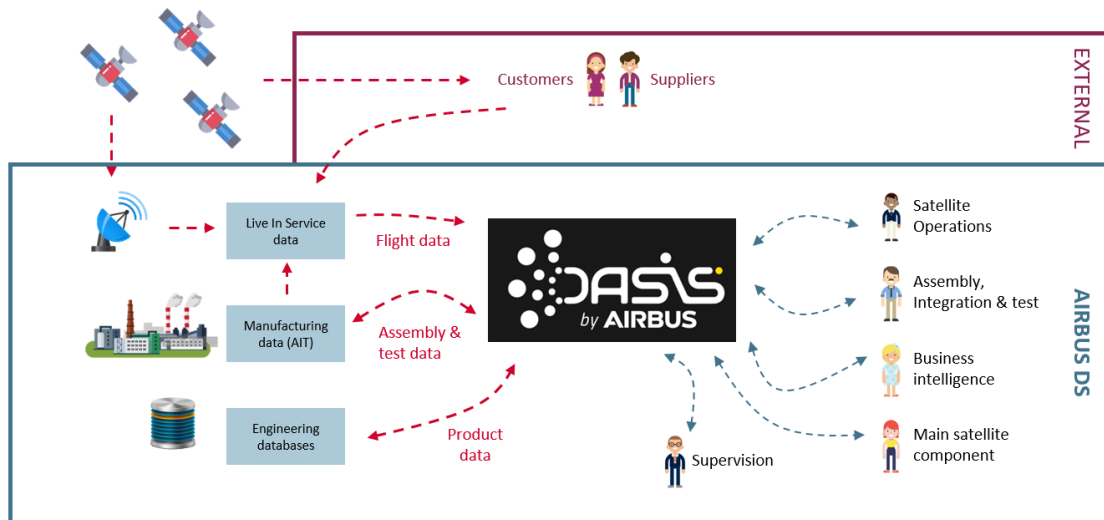 Customers
Suppliers
EXTERNAL
Live In Service
data
Flight data
Manufacturing
data (AIT)
Assembly &
test data
Engineering
databases
Product
data
OASIS
by AIRBUS
Satellite
Operations
Assembly,
Integration & test
Business
intelligence
Main satellite
component
Supervision
AIRBUS DS